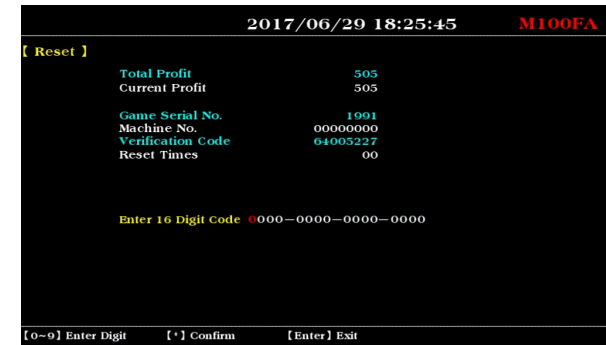 2017/06/29 18:25:45 M100FA
【 Reset 】
Total Profit 505
Current Profit 505
Game Serial No. 1991
Machine No. 00000000
Verification Code 64005227
Reset Times 00
Enter 16 Digit Code 0000-0000-0000-0000
【0~9】Enter Digit 【*】Confirm 【Enter】Exit